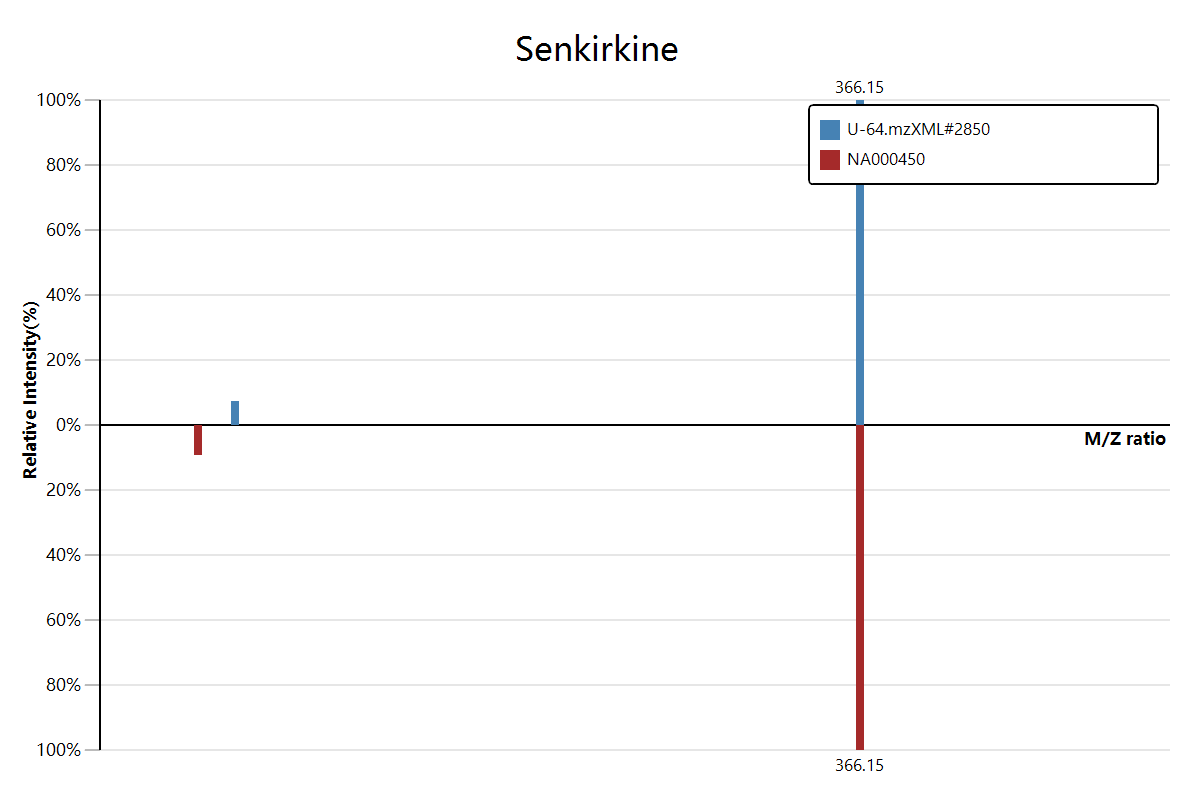 Senkirkine
366.15
100%
U-64.mzXML#2850
NA000450
80%
60%
40%
20%
0%
Relative Intensity(%)
M/Z ratio
20%
40%
60%
80%
100%
366.15